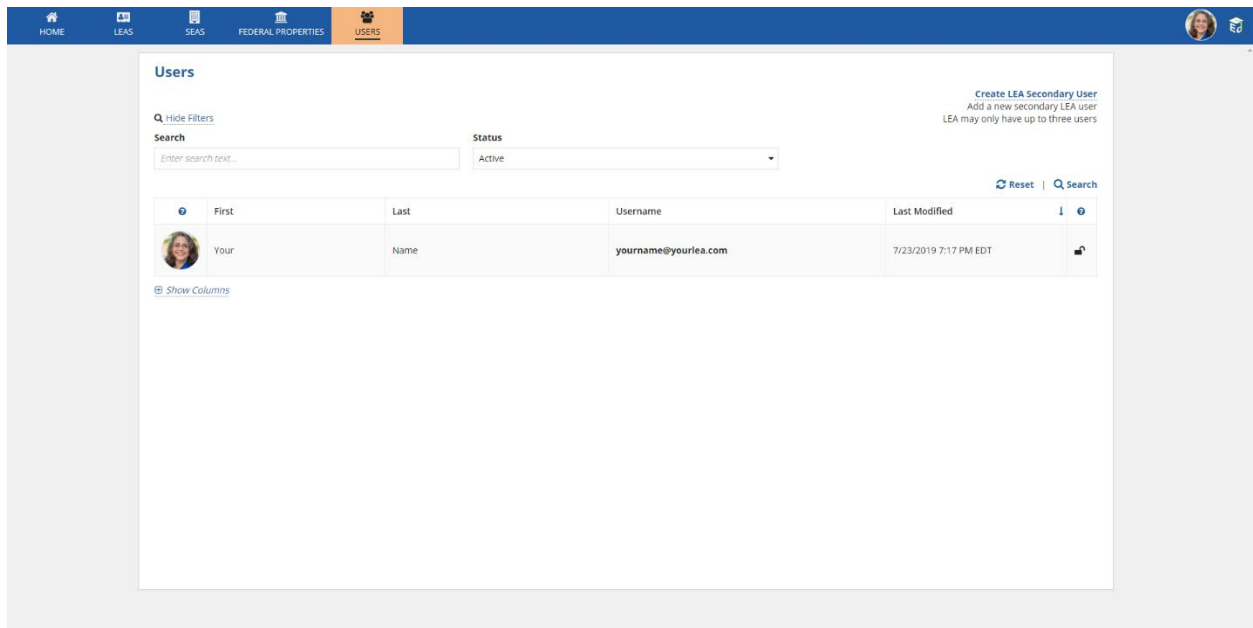 HOME
LEAS
SEAS
FEDERAL PROPERTIES
USERS
Users
Create LEA Secondary User
Add a new secondary LEA user
LEA may only have up to three users
Hide Filters
Search
Status
Enter search text...
Active
Reset | Search
First Last Username Last Modified
Your Name yourname@yourlea.com 7/23/2019 7:17 PM EDT
Show Columns